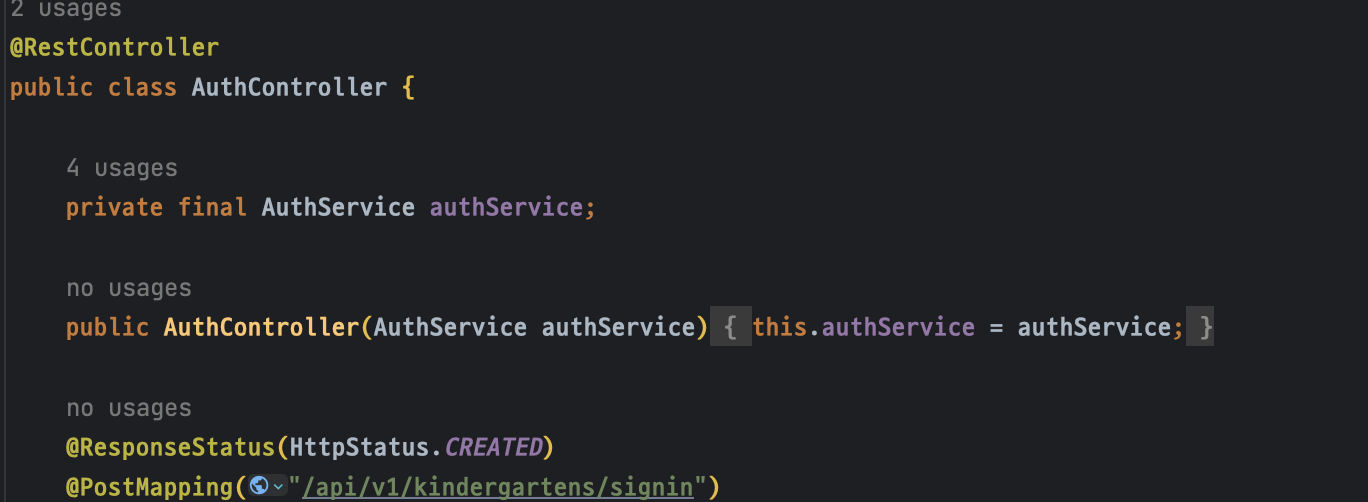 2 usages
@RestController
public class AuthController {
4 usages
private final AuthService authService;
no usages
public AuthController(AuthService authService) { this.authService = authService; }
no usages
@ResponseStatus(HttpStatus.CREATED)
@PostMapping("/api/v1/kindergartens/signin")